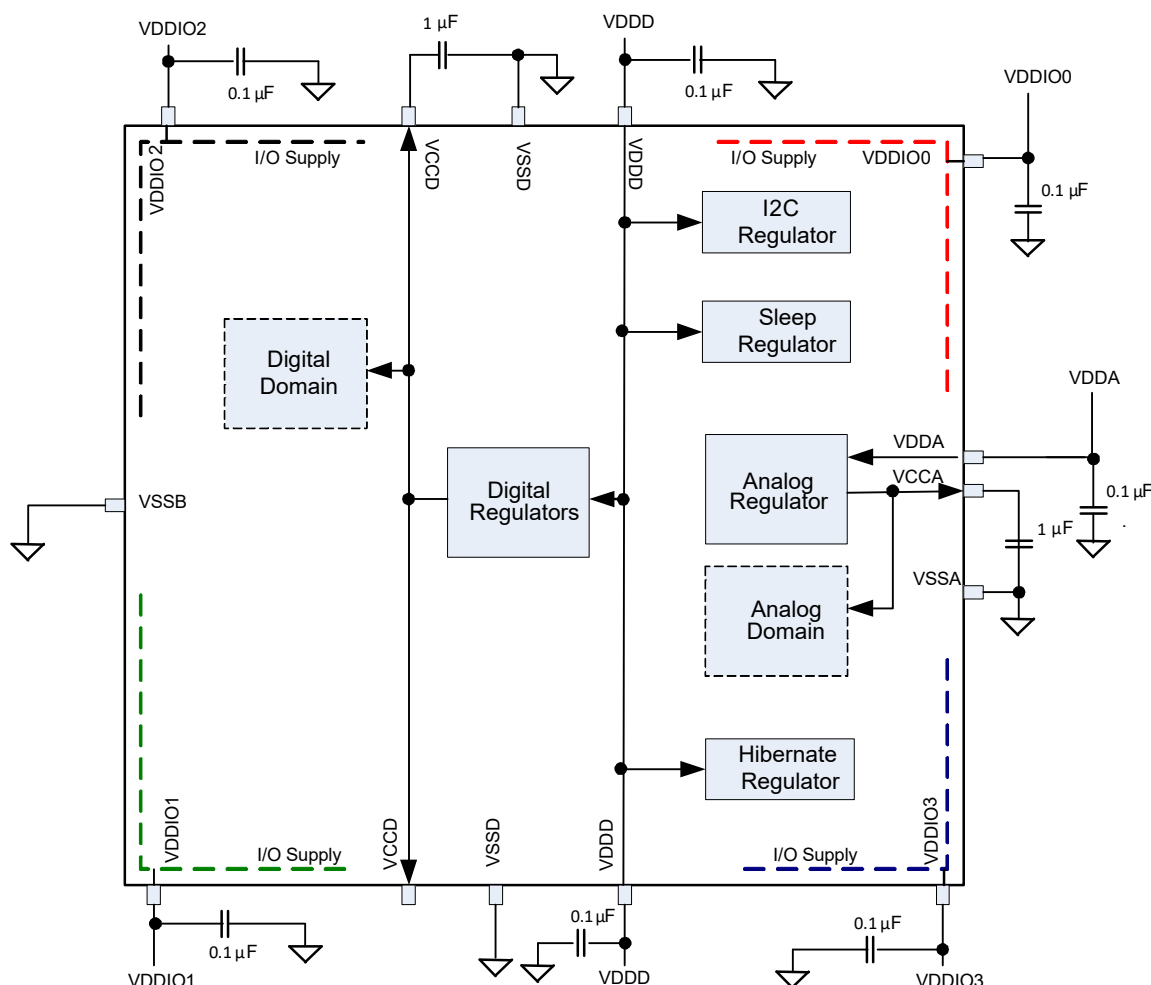 VDDIO2
1 µF
VDDD
0.1 µF
0.1 µF
VDDIO0
I/O Supply
I/O Supply
VDDIO0
VDDIO2
VCCD
VSSD
VDDD
0.1 µF
I2C
Regulator
Sleep
Regulator
Digital
Domain
VDDA
VDDA
VCCA
Digital
Regulators
Analog
Regulator
VSSB
0.1 µF
.
1 µF
VSSA
Analog
Domain
Hibernate
Regulator
VDDIO1
VCCD
VSSD
VDDD
VDDIO3
I/O Supply
I/O Supply
0.1 µF
0.1 µF
0.1 µF
VDDIO1
VDDD
VDDIO3